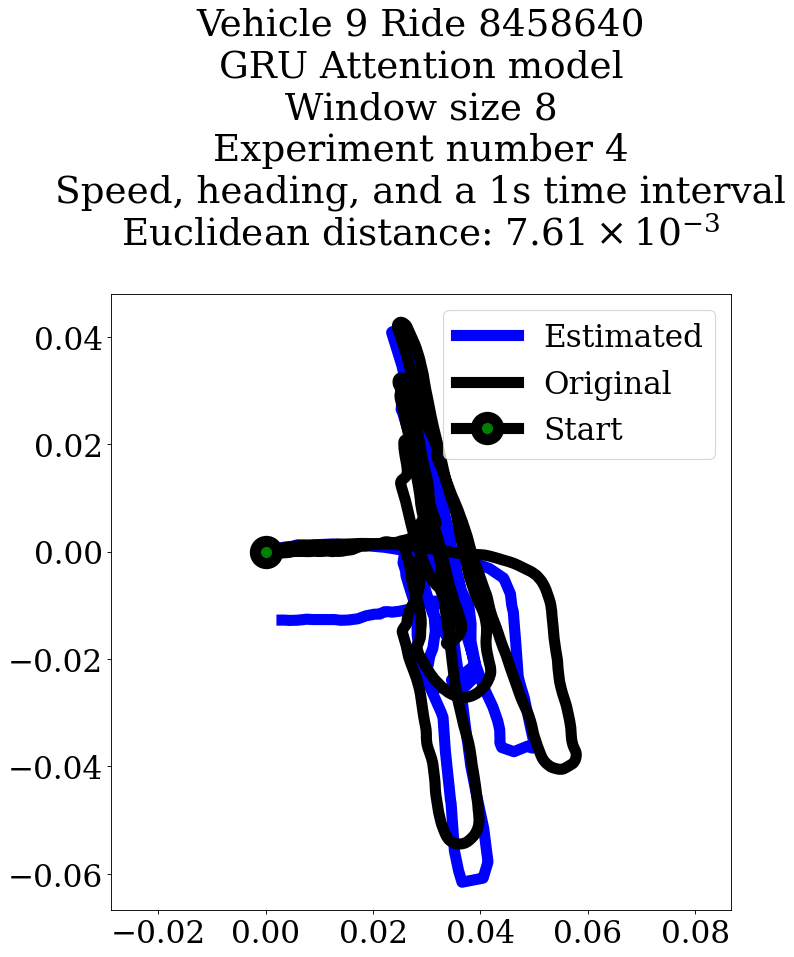 Vehicle 9 Ride 8458640
GRU Attention model
Window size 8
Experiment number 4
Speed, heading, and a 1s time interval
Euclidean distance: 7.61 × 10⁻³
Estimated
Original
Start
0.04
0.02
0.00
−0.02
−0.04
−0.06
−0.02 0.00 0.02 0.04 0.06 0.08